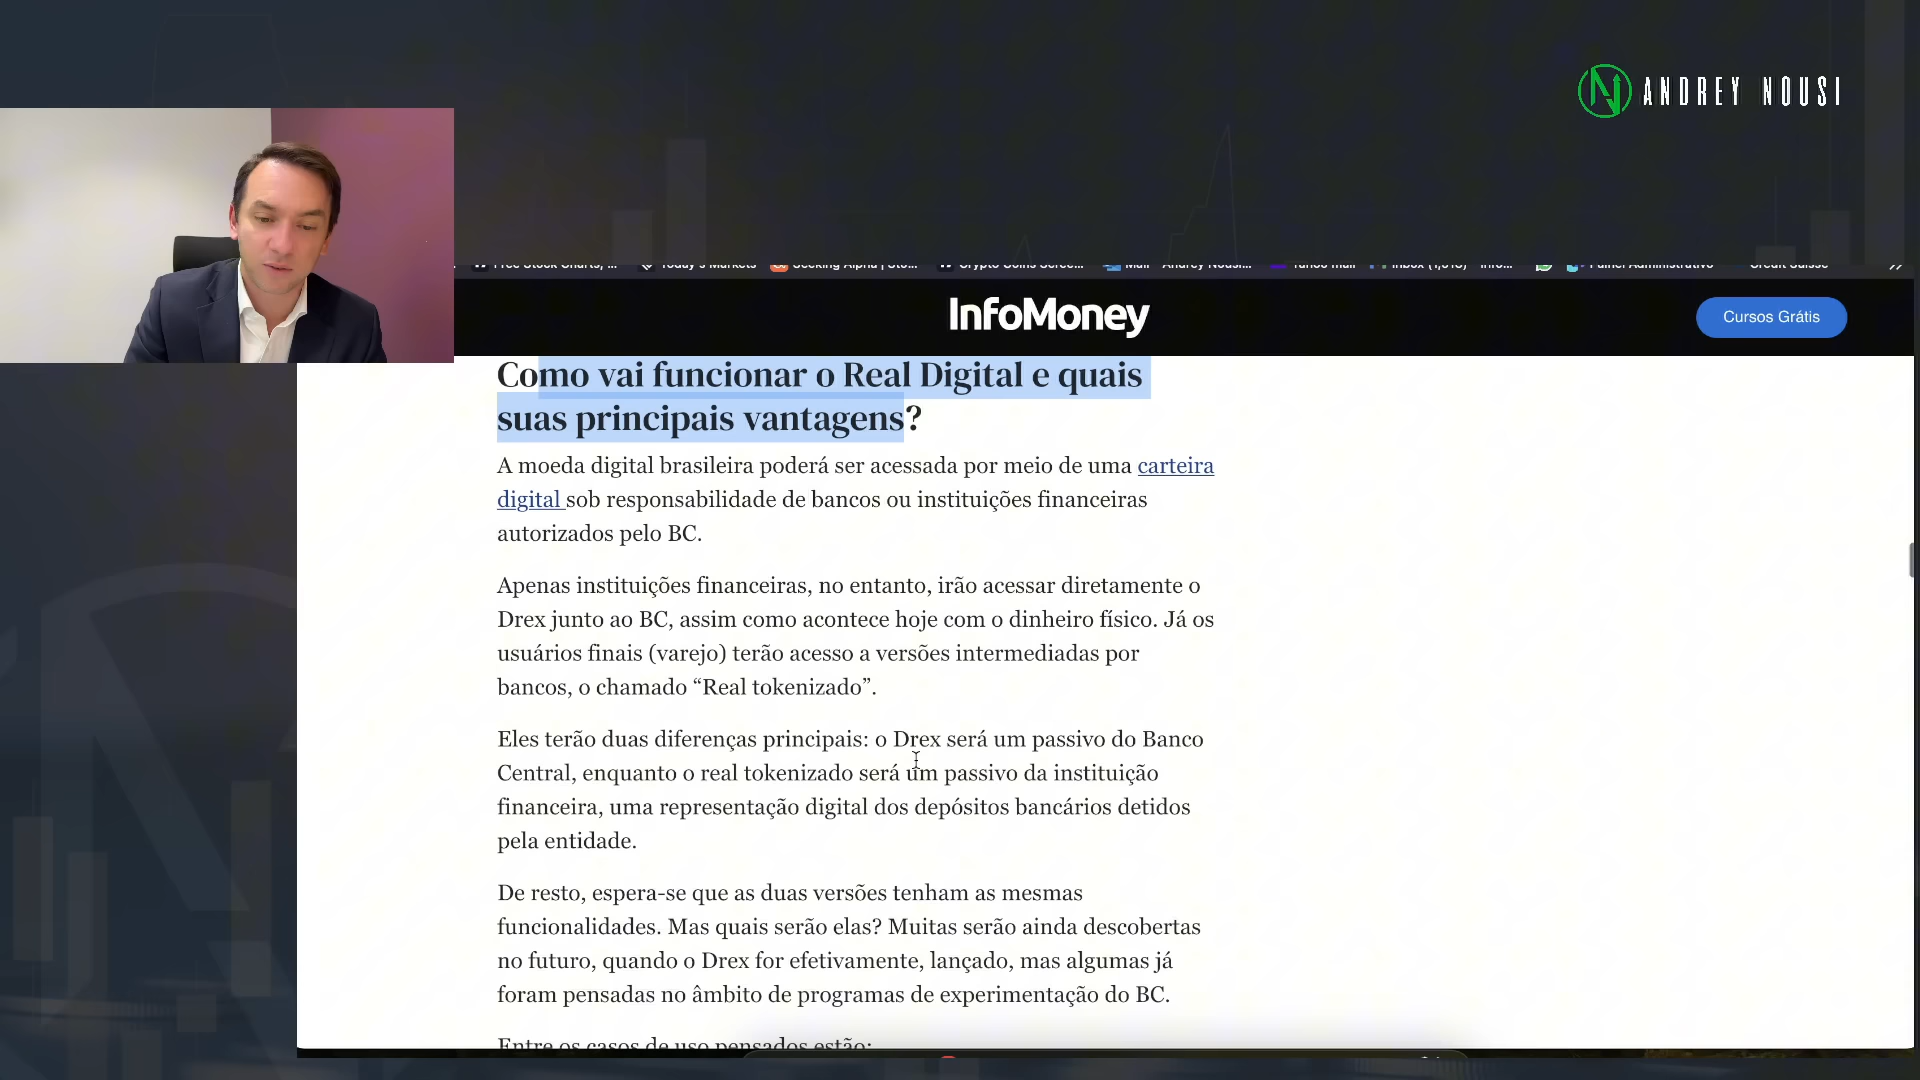 ANDREY NOUSI
InfoMoney
Cursos Grátis
Como vai funcionar o Real Digital e quais
suas principais vantagens?
A moeda digital brasileira poderá ser acessada por meio de uma carteira
digital sob responsabilidade de bancos ou instituições financeiras
autorizados pelo BC.
Apenas instituições financeiras, no entanto, irão acessar diretamente o
Drex junto ao BC, assim como acontece hoje com o dinheiro físico. Já os
usuários finais (varejo) terão acesso a versões intermediadas por
bancos, o chamado “Real tokenizado”.
Eles terão duas diferenças principais: o Drex será um passivo do Banco
Central, enquanto o real tokenizado será um passivo da instituição
financeira, uma representação digital dos depósitos bancários detidos
pela entidade.
De resto, espera-se que as duas versões tenham as mesmas
funcionalidades. Mas quais serão elas? Muitas serão ainda descobertas
no futuro, quando o Drex for efetivamente, lançado, mas algumas já
foram pensadas no âmbito de programas de experimentação do BC.
Entre os casos de uso pensados estão: